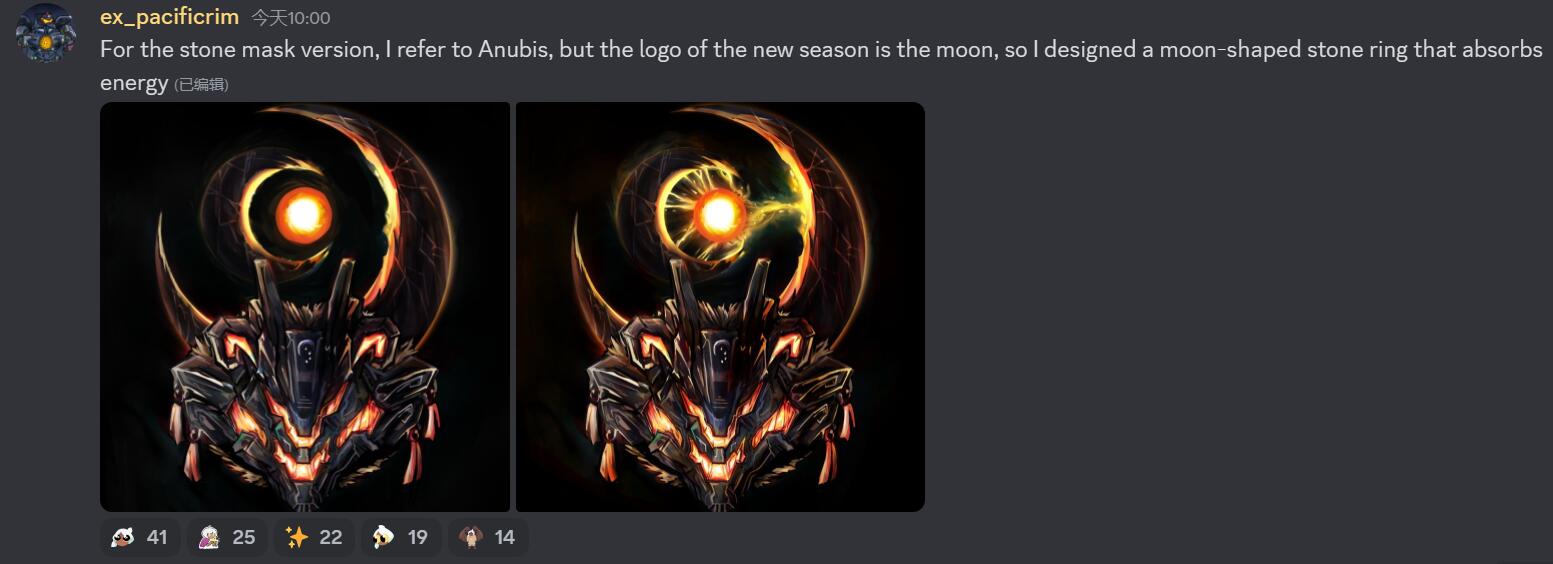 ex_pacificrim 今天10:00
For the stone mask version, I refer to Anubis, but the logo of the new season is the moon, so I designed a moon-shaped stone ring that absorbs
energy (已编辑)
41 25 22 19 14